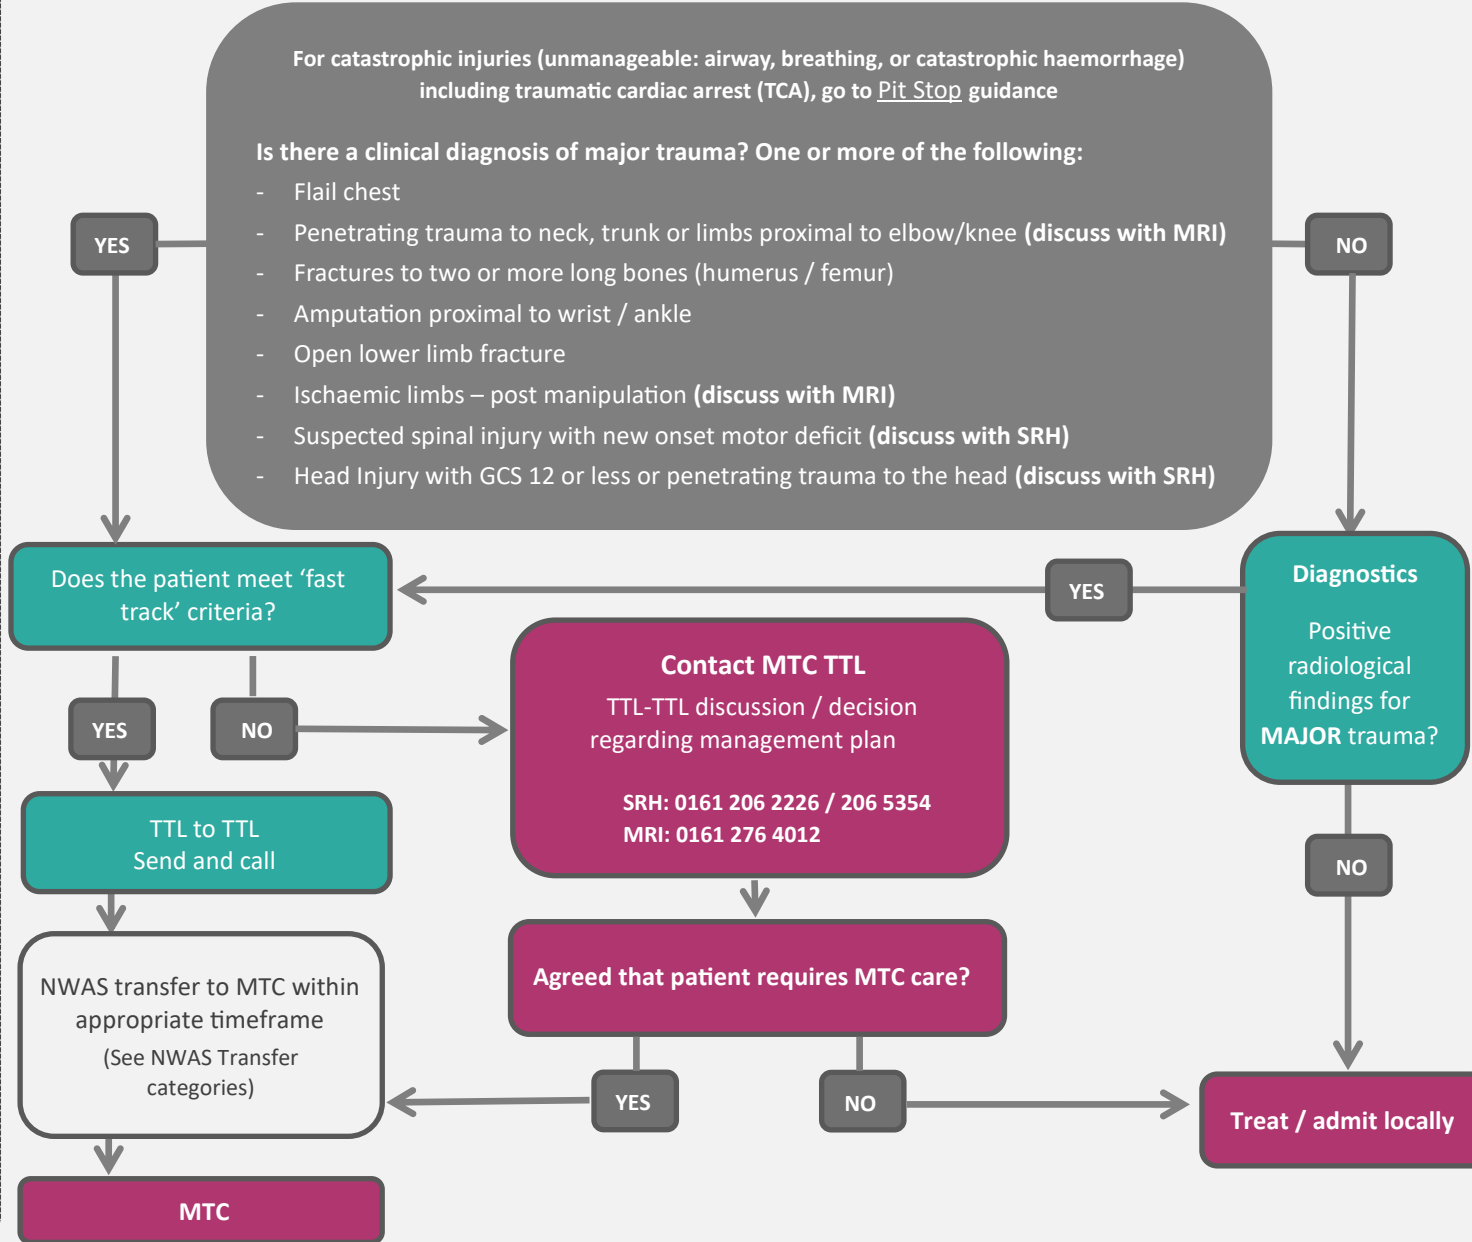 For catastrophic injuries (unmanageable: airway, breathing, or catastrophic haemorrhage)
including traumatic cardiac arrest (TCA), go to Pit Stop guidance
Is there a clinical diagnosis of major trauma? One or more of the following:
- Flail chest
- Penetrating trauma to neck, trunk or limbs proximal to elbow/knee (discuss with MRI)
- Fractures to two or more long bones (humerus / femur)
- Amputation proximal to wrist / ankle
- Open lower limb fracture
- Ischaemic limbs – post manipulation (discuss with MRI)
- Suspected spinal injury with new onset motor deficit (discuss with SRH)
- Head Injury with GCS 12 or less or penetrating trauma to the head (discuss with SRH)
YES
NO
Does the patient meet ‘fast
track’ criteria?
YES
Diagnostics
Positive
radiological
findings for
MAJOR trauma?
YES
NO
Contact MTC TTL
TTL-TTL discussion / decision
regarding management plan
SRH: 0161 206 2226 / 206 5354
MRI: 0161 276 4012
TTL to TTL
Send and call
NO
NWAS transfer to MTC within
appropriate timeframe
(See NWAS Transfer
categories)
Agreed that patient requires MTC care?
YES
NO
Treat / admit locally
MTC